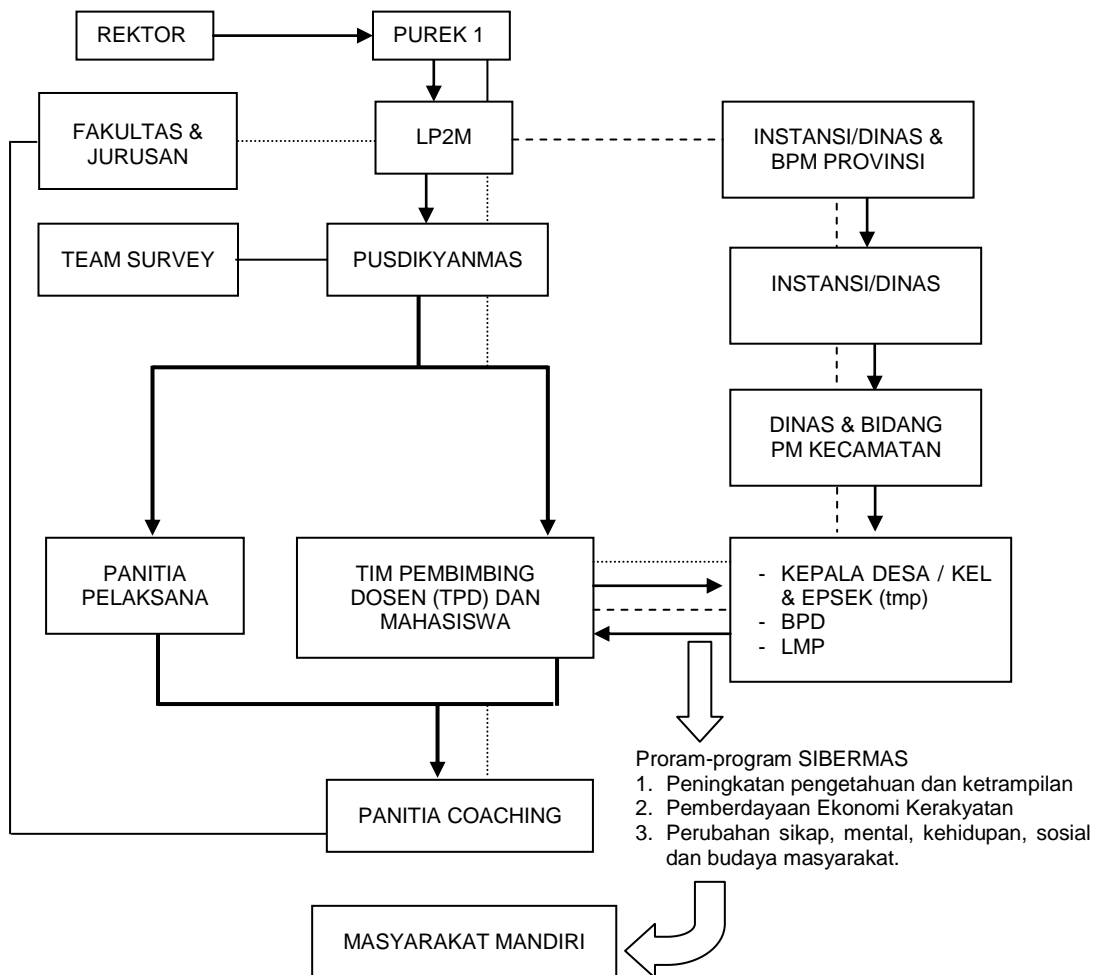 REKTOR
PUREK 1
FAKULTAS &
JURUSAN
LP2M
INSTANSI/DINAS &
BPM PROVINSI
TEAM SURVEY
PUSDIKYANMAS
INSTANSI/DINAS
DINAS & BIDANG
PM KECAMATAN
PANITIA
PELAKSANA
TIM PEMBIMBING
DOSEN (TPD) DAN
MAHASISWA
- KEPALA DESA / KEL
& EPSEK (tmp)
- BPD
- LMP
Proram-program SIBERMAS
1. Peningkatan pengetahuan dan ketrampilan
2. Pemberdayaan Ekonomi Kerakyatan
3. Perubahan sikap, mental, kehidupan, sosial
dan budaya masyarakat.
PANITIA COACHING
MASYARAKAT MANDIRI